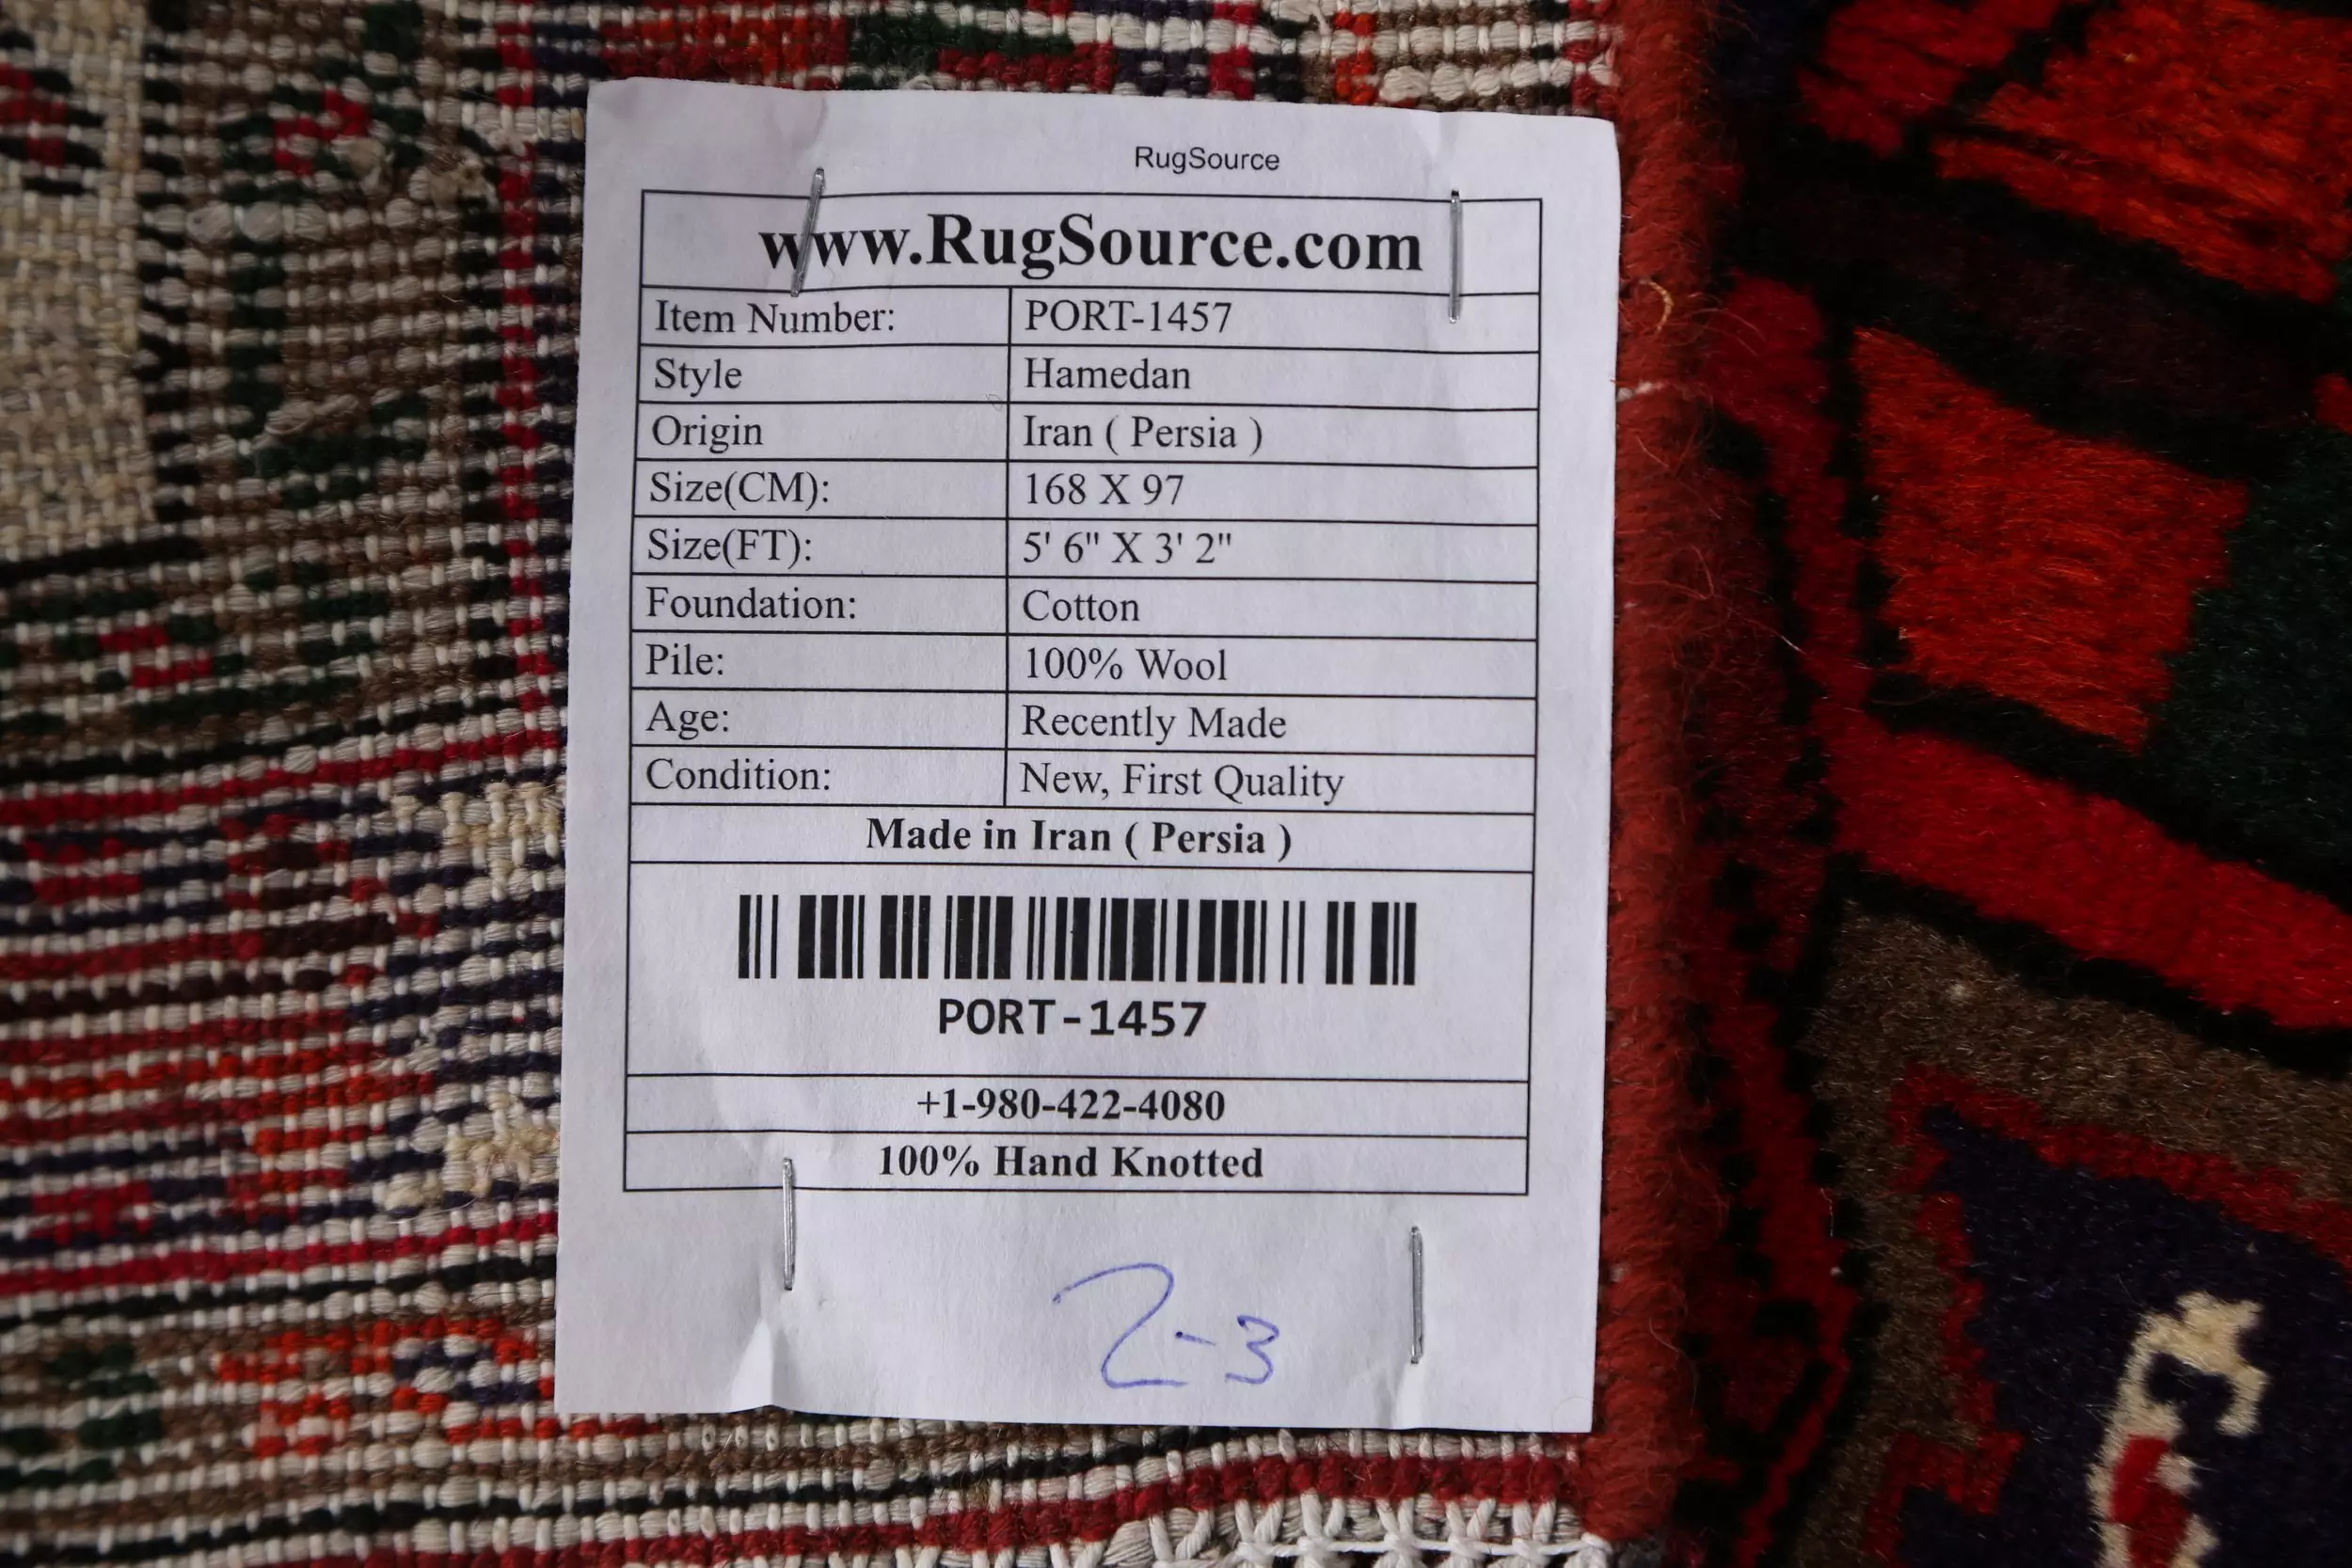 RugSource
www.RugSource.com
Item Number: PORT-1457
Style Hamedan
Origin Iran ( Persia )
Size(CM): 168 X 97
Size(FT): 5' 6" X 3' 2"
Foundation: Cotton
Pile: 100% Wool
Age: Recently Made
Condition: New, First Quality
Made in Iran ( Persia )
PORT-1457
+1-980-422-4080
100% Hand Knotted
2-3